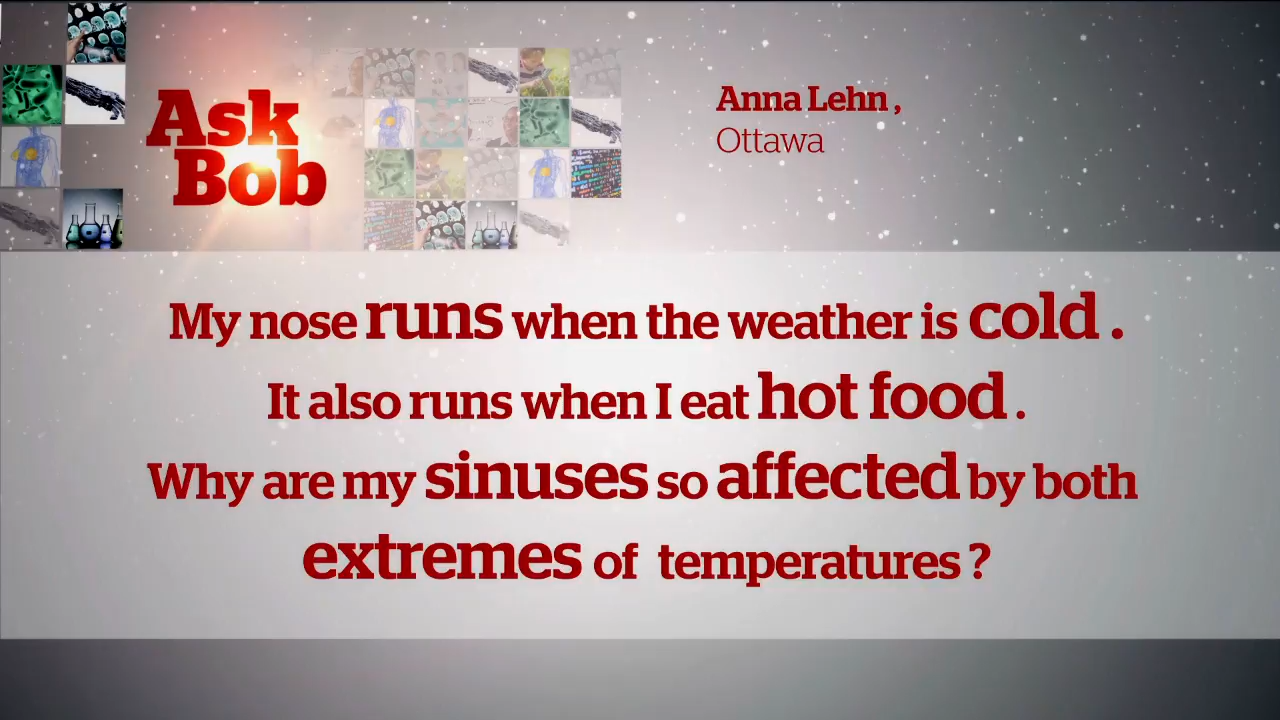 Ask
Bob
Anna Lehn ,
Ottawa
My nose runs when the weather is cold .
It also runs when I eat hot food .
Why are my sinuses so affected by both
extremes of temperatures ?